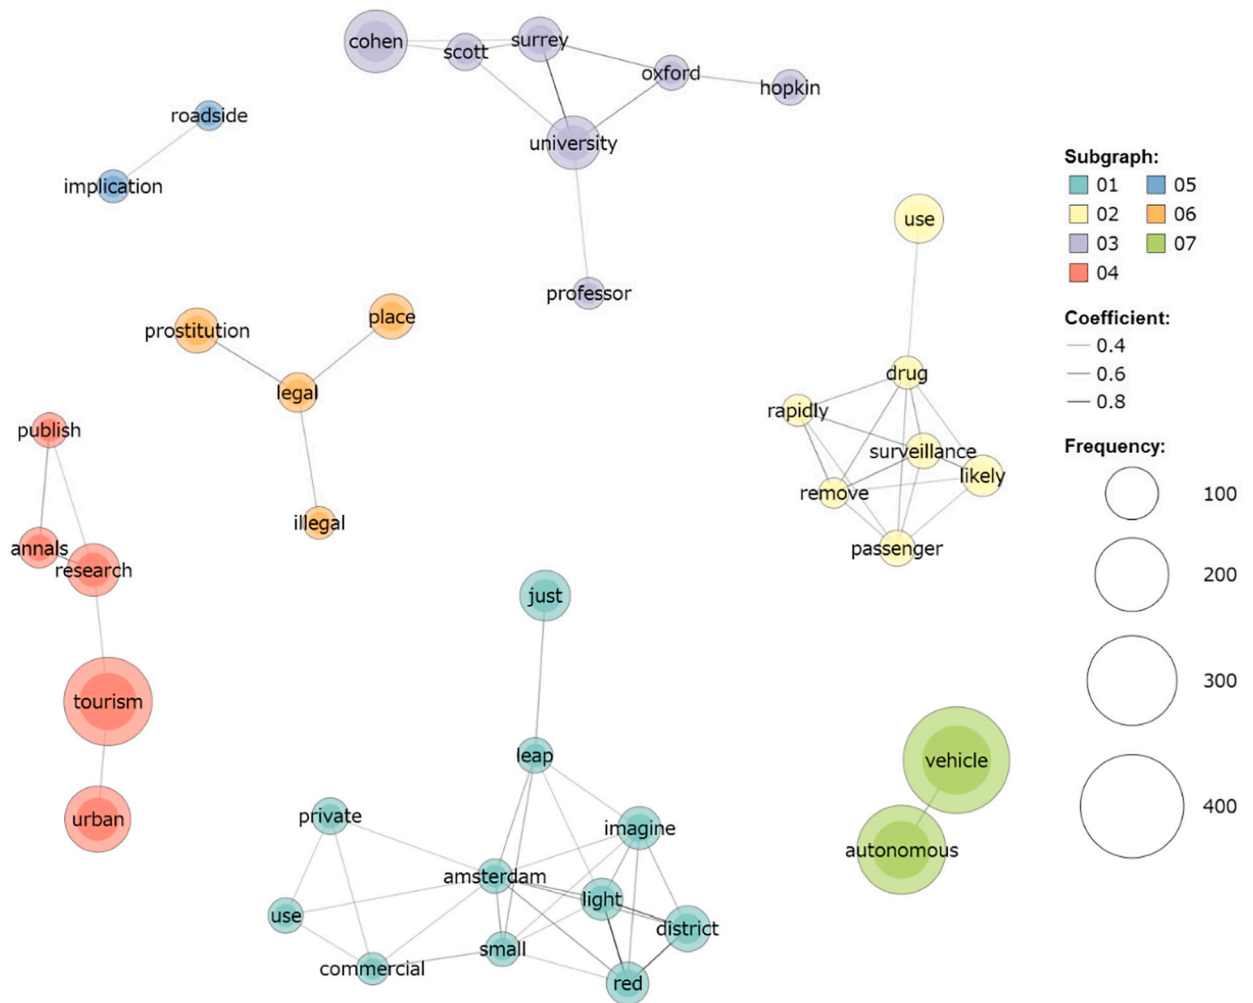 cohen
scott
surrey
oxford
hopkin
university
professor
roadside
implication
use
drug
rapidly
surveillance
likely
remove
passenger
prostitution
place
legal
illegal
publish
annals
research
tourism
urban
just
leap
private
imagine
amsterdam
light
use
district
small
commercial
red
vehicle
autonomous
Subgraph:
01 05
02 06
03 07
04
Coefficient:
0.4
0.6
0.8
Frequency:
100
200
300
400